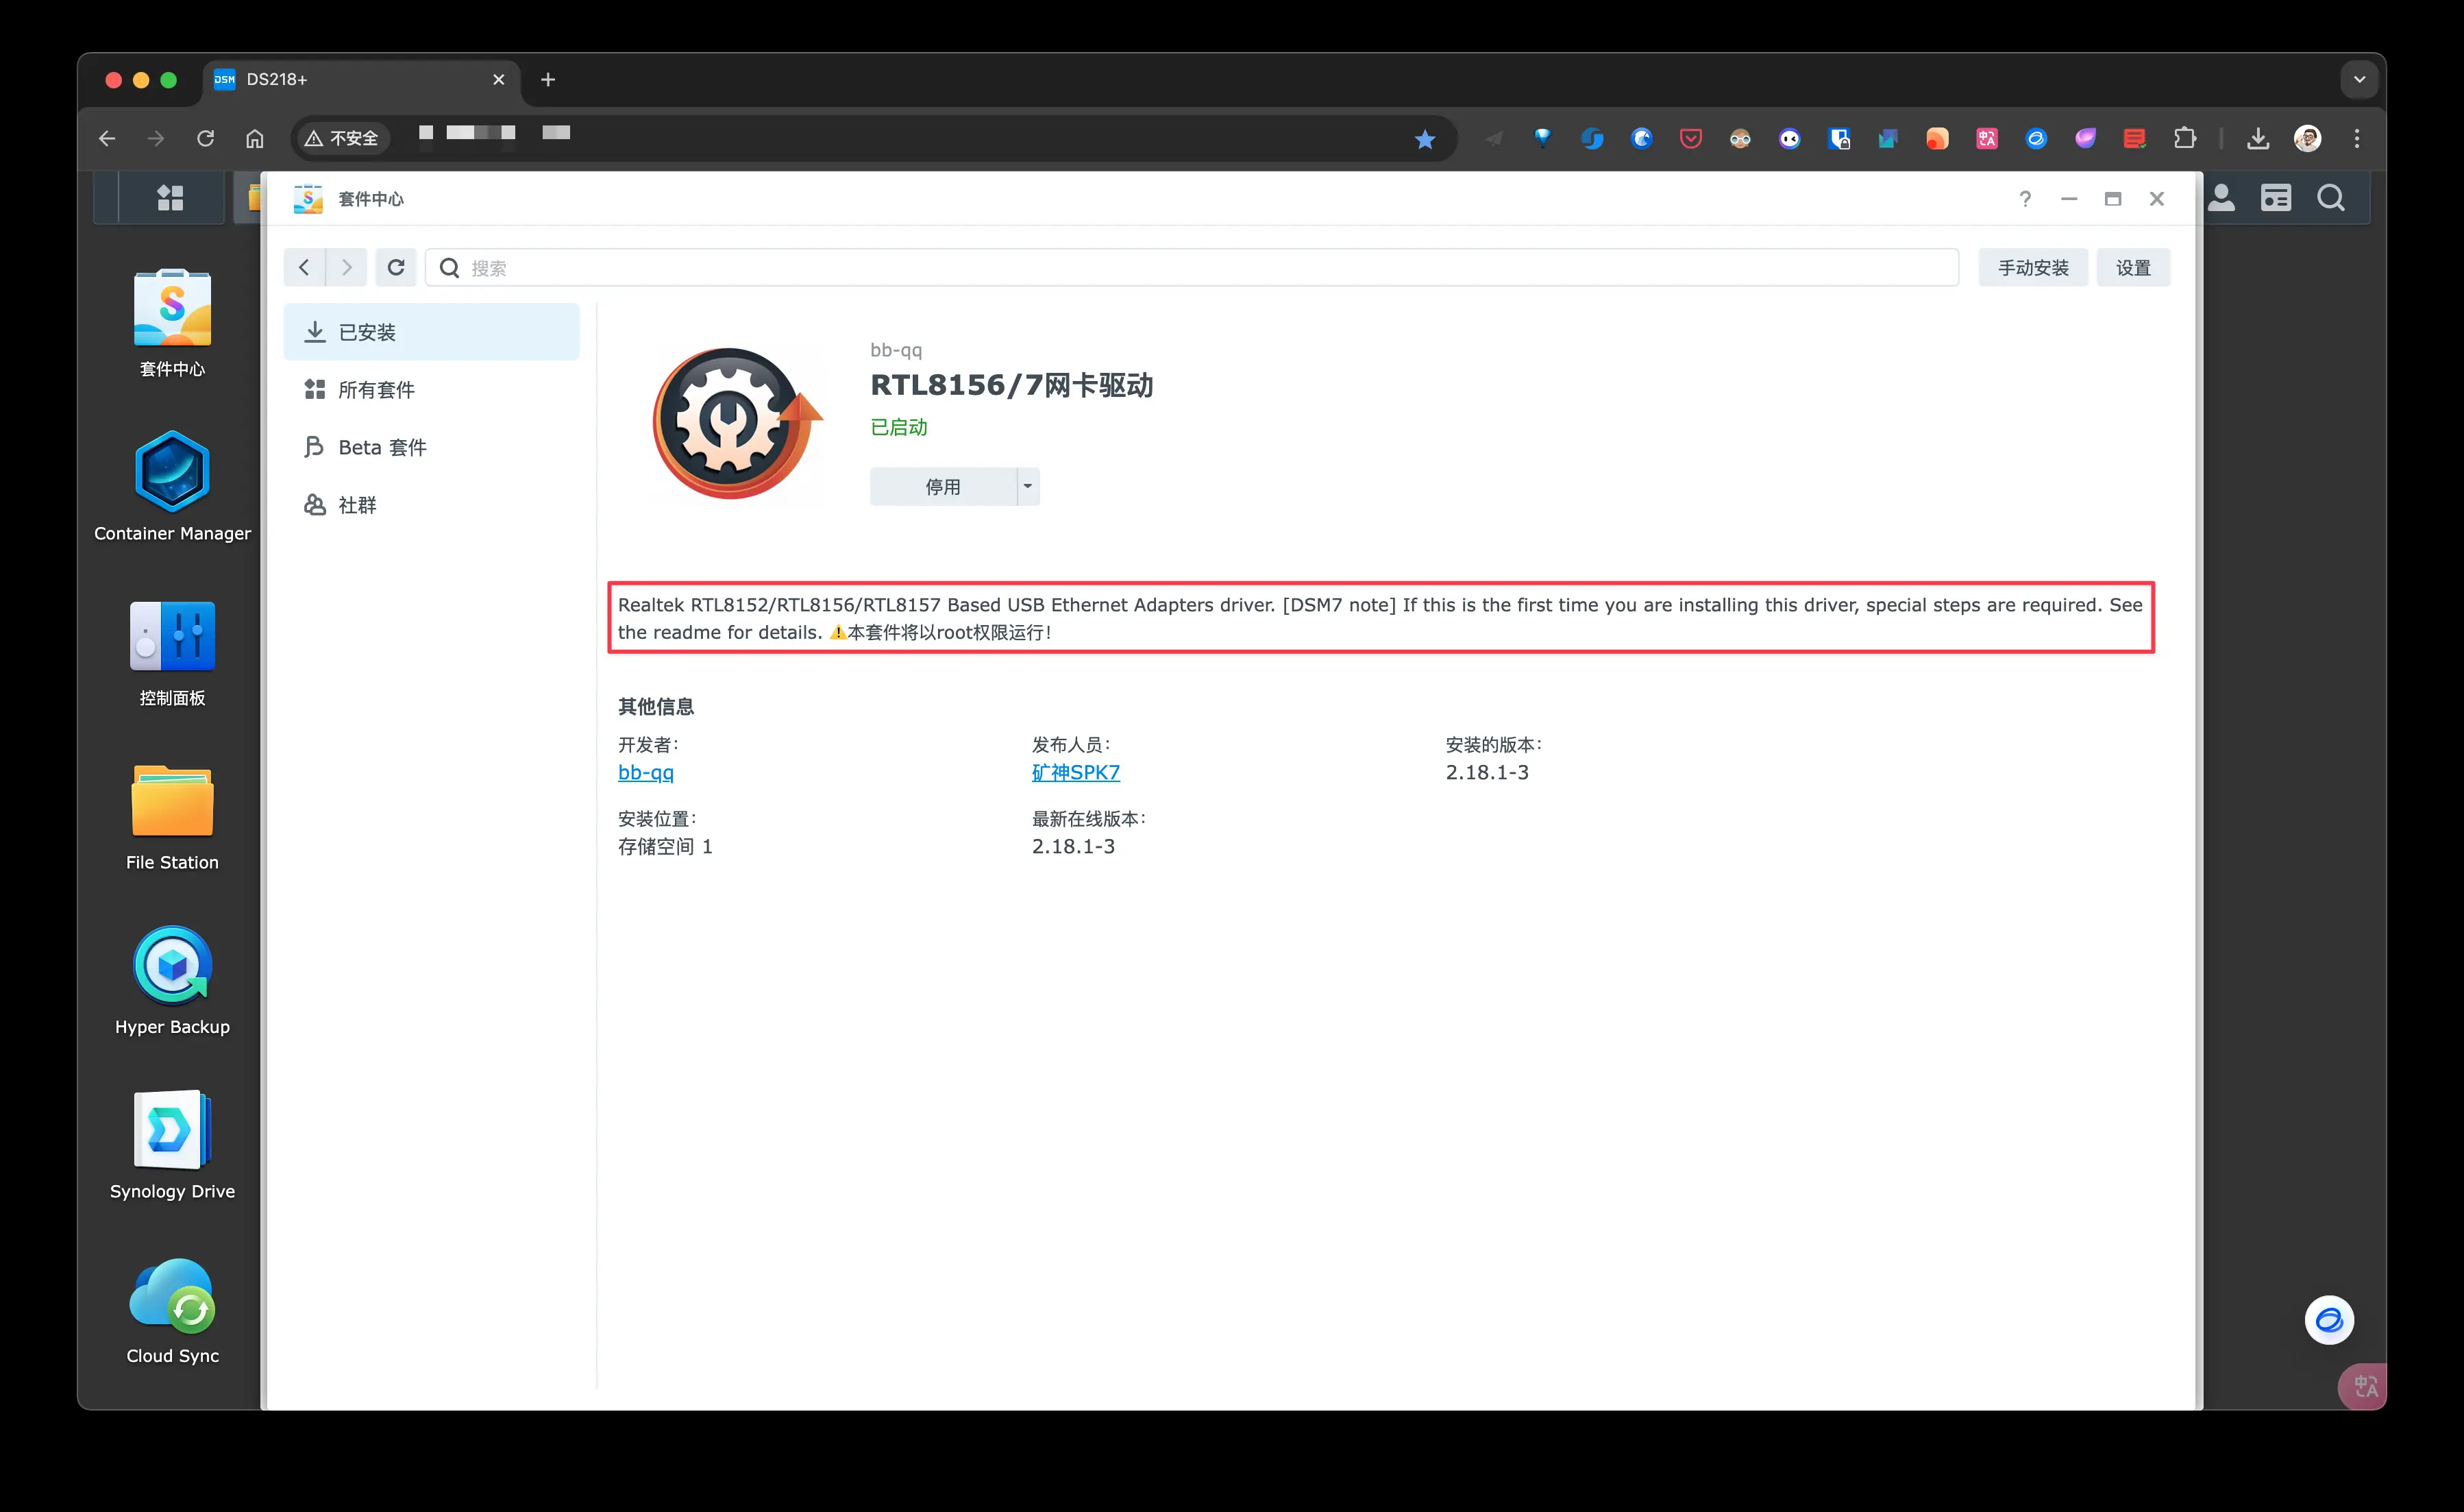 DSM DS218+
不安全
套件中心
搜索
手动安装
设置
已安装
所有套件
Beta 套件
社群
套件中心
Container Manager
控制面板
File Station
Hyper Backup
Synology Drive
Cloud Sync
bb-qq
RTL8156/7网卡驱动
已启动
停用
Realtek RTL8152/RTL8156/RTL8157 Based USB Ethernet Adapters driver. [DSM7 note] If this is the first time you are installing this driver, special steps are required. See
the readme for details. ⚠️本套件将以root权限运行!
其他信息
开发者:
bb-qq
发布人员:
矿神SPK7
安装的版本:
2.18.1-3
安装位置:
存储空间 1
最新在线版本:
2.18.1-3